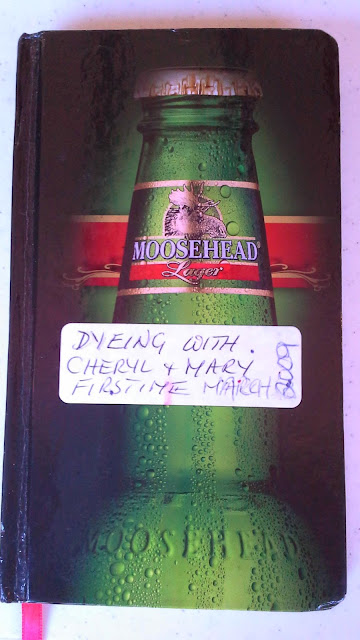 MOOSEHEAD®
Lager
DYEING WITH.
CHERYL & MARY
FIRSTIME MARCH 2009
MOOSEHEAD